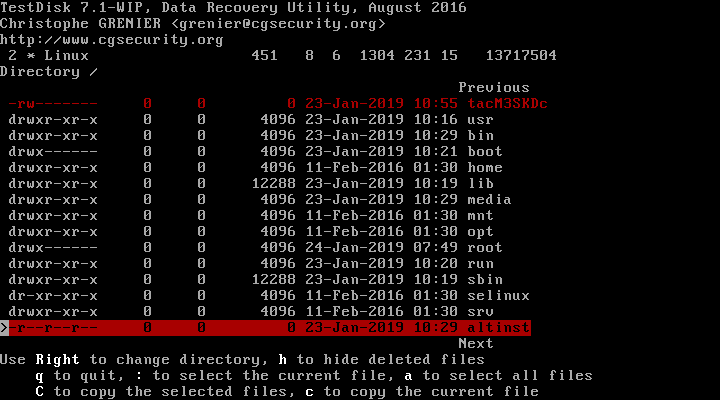 TestDisk 7.1-WIP, Data Recovery Utility, August 2016
Christophe GRENIER <grenier@cgsecurity.org>
http://www.cgsecurity.org
 2 * Linux                    451   8  6  1304 231 15   13717504
Directory /
                                                         Previous
 -rw-------     0     0         0 23-Jan-2019 10:55 tacM3SKDc
 drwxr-xr-x     0     0      4096 23-Jan-2019 10:16 usr
 drwxr-xr-x     0     0      4096 23-Jan-2019 10:29 bin
 drwx------     0     0      4096 23-Jan-2019 10:21 boot
 drwxr-xr-x     0     0      4096 11-Feb-2016 01:30 home
 drwxr-xr-x     0     0     12288 23-Jan-2019 10:19 lib
 drwxr-xr-x     0     0      4096 23-Jan-2019 10:29 media
 drwxr-xr-x     0     0      4096 11-Feb-2016 01:30 mnt
 drwxr-xr-x     0     0      4096 11-Feb-2016 01:30 opt
 drwx------     0     0      4096 24-Jan-2019 07:49 root
 drwxr-xr-x     0     0      4096 23-Jan-2019 10:20 run
 drwxr-xr-x     0     0     12288 23-Jan-2019 10:19 sbin
 dr-xr-xr-x     0     0      4096 11-Feb-2016 01:30 selinux
 drwxr-xr-x     0     0      4096 11-Feb-2016 01:30 srv
>-r--r--r--     0     0         0 23-Jan-2019 10:29 altinst
                                                         Next
Use Right to change directory, h to hide deleted files
    q to quit, : to select the current file, a to select all files
    C to copy the selected files, c to copy the current file